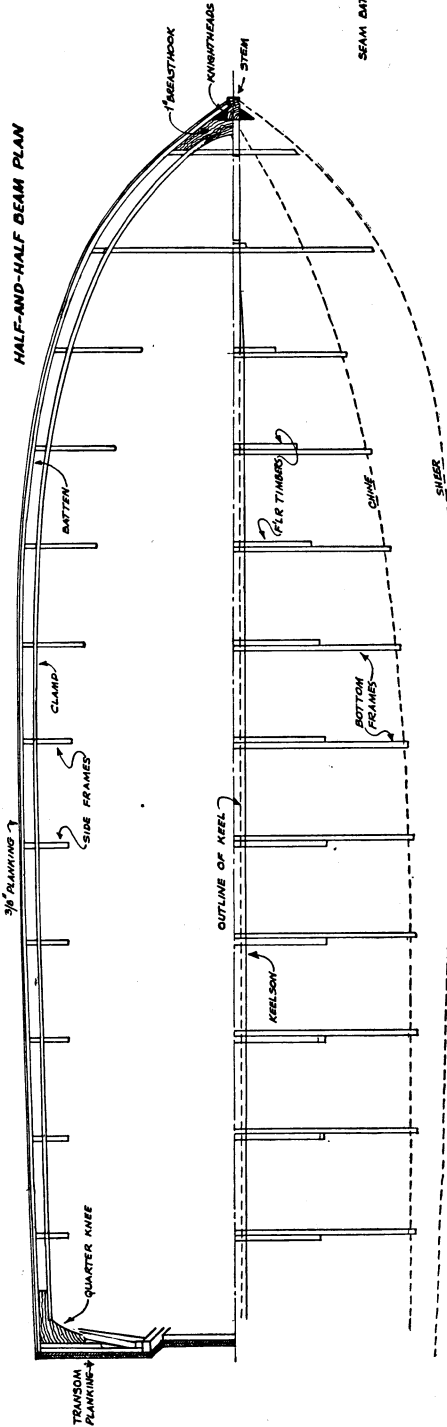 HALF-AND-HALF BEAM PLAN
1" BREASTHOOK
KNIGHTHEADS
STEM
SEAM BAT
3/8" PLANKING
BATTEN
CLAMP
SIDE FRAMES
QUARTER KNEE
TRANSOM
PLANKING
F'LR TIMBERS
OUTLINE OF KEEL
KEELSON
BOTTOM
FRAMES
CHINE
SHEER